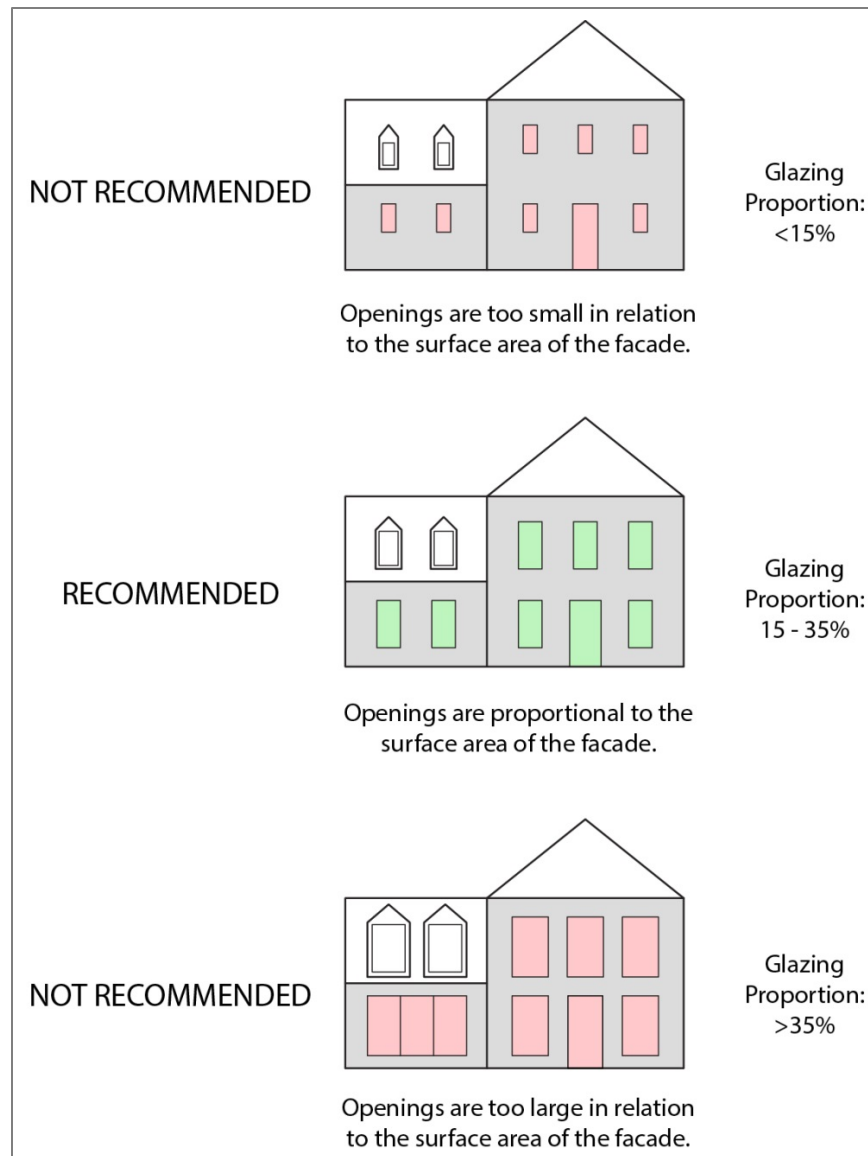 NOT RECOMMENDED
Glazing
Proportion:
<15%
Openings are too small in relation
to the surface area of the facade.
RECOMMENDED
Glazing
Proportion:
15 - 35%
Openings are proportional to the
surface area of the facade.
NOT RECOMMENDED
Glazing
Proportion:
>35%
Openings are too large in relation
to the surface area of the facade.